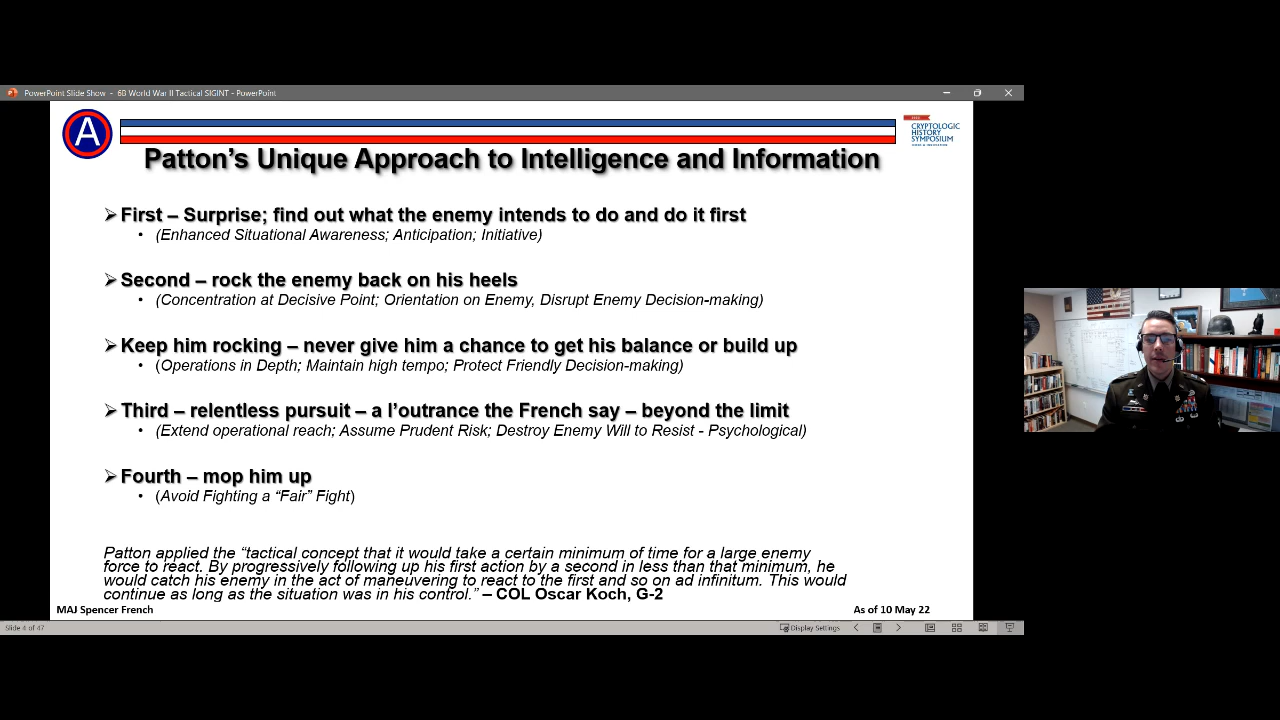 PowerPoint Slide Show - 6B World War II Tactical SIGINT - PowerPoint
A
CRYPTOLOGIC
HISTORY
SYMPOSIUM
Patton's Unique Approach to Intelligence and Information
➢First – Surprise; find out what the enemy intends to do and do it first
• (Enhanced Situational Awareness; Anticipation; Initiative)
➢Second – rock the enemy back on his heels
• (Concentration at Decisive Point; Orientation on Enemy, Disrupt Enemy Decision-making)
➢Keep him rocking – never give him a chance to get his balance or build up
• (Operations in Depth; Maintain high tempo; Protect Friendly Decision-making)
➢Third – relentless pursuit – a l'outrance the French say – beyond the limit
• (Extend operational reach; Assume Prudent Risk; Destroy Enemy Will to Resist - Psychological)
➢Fourth – mop him up
• (Avoid Fighting a “Fair” Fight)
Patton applied the “tactical concept that it would take a certain minimum of time for a large enemy
force to react. By progressively following up his first action by a second in less than that minimum, he
would catch his enemy in the act of maneuvering to react to the first and so on ad infinitum. This would
continue as long as the situation was in his control.” – COL Oscar Koch, G-2
MAJ Spencer French
As of 10 May 22
Slide 4 of 47
Display Settings